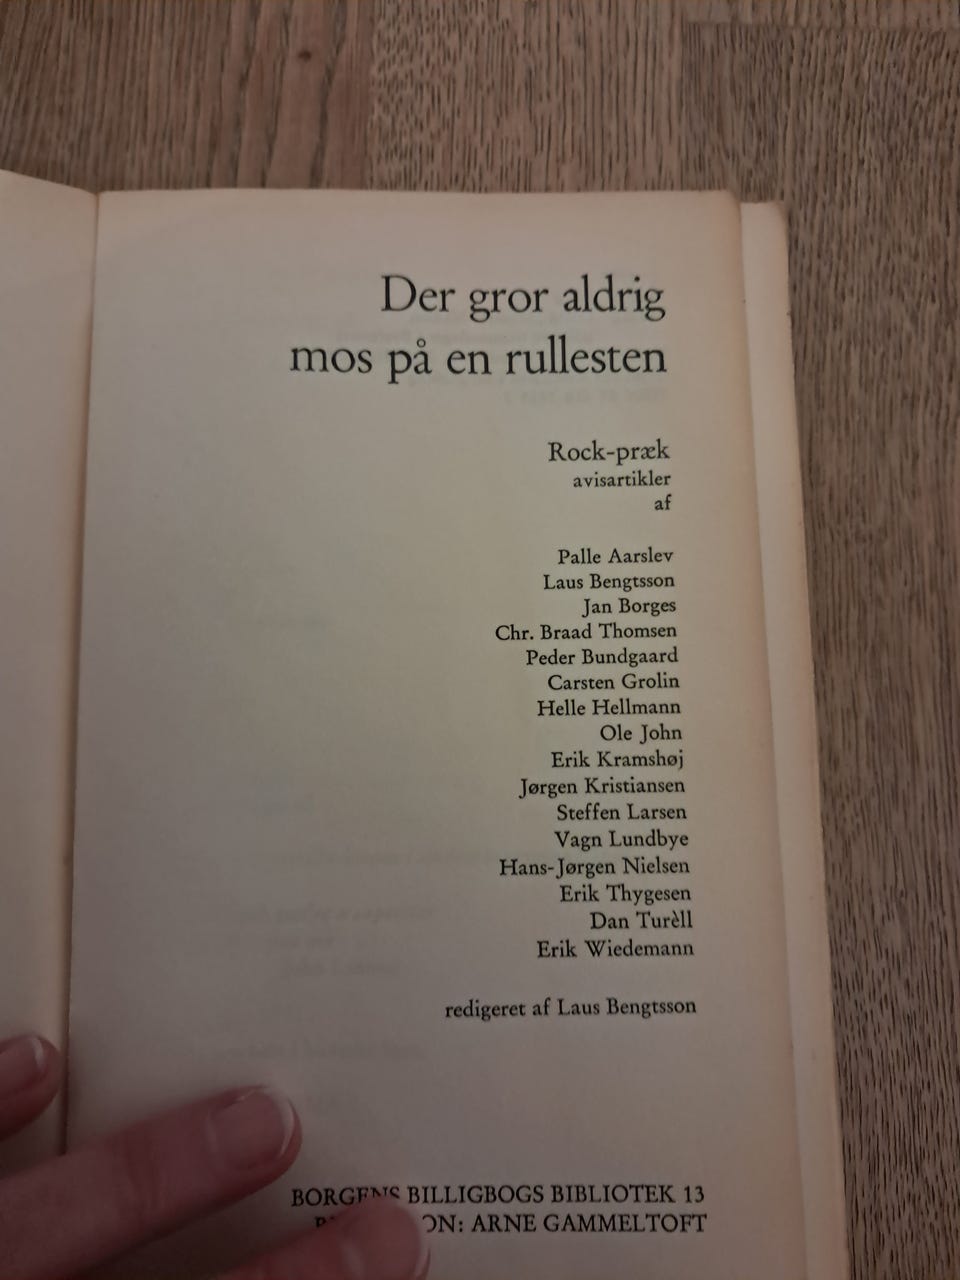 Der gror aldrig
mos på en rullesten
Rock-præk
avisartikler
af
Palle Aarslev
Laus Bengtsson
Jan Borges
Chr. Braad Thomsen
Peder Bundgaard
Carsten Grolin
Helle Hellmann
Ole John
Erik Kramshøj
Jørgen Kristiansen
Steffen Larsen
Vagn Lundbye
Hans-Jørgen Nielsen
Erik Thygesen
Dan Turèll
Erik Wiedemann
redigeret af Laus Bengtsson
BORGENS BILLIGBOGS BIBLIOTEK 13
ARNE GAMMELTOFT